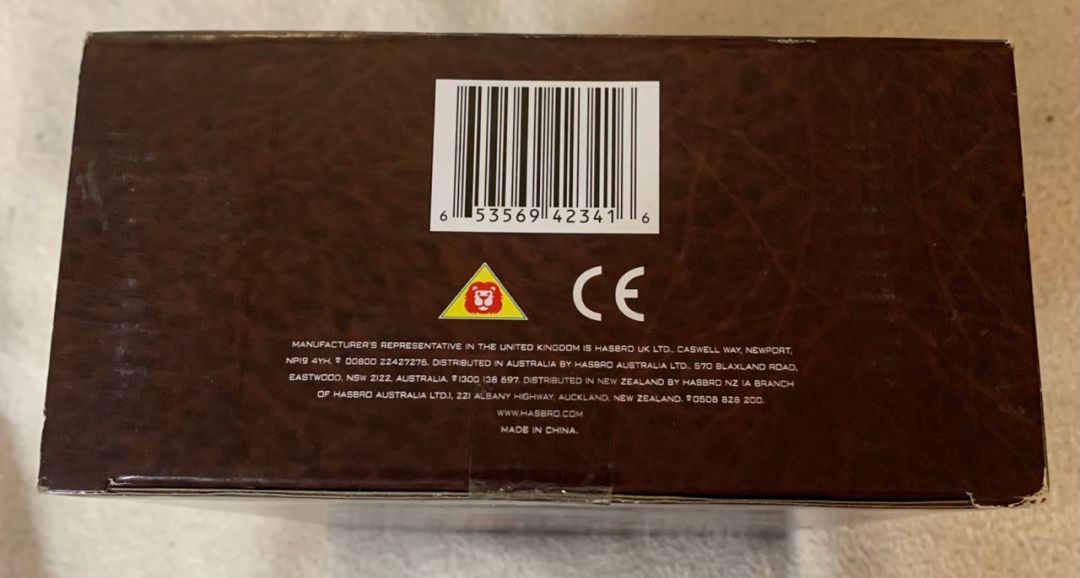 6 53569 42341 6
CE
MANUFACTURER'S REPRESENTATIVE IN THE UNITED KINGDOM IS HASBRO UK LTD., CASWELL WAY, NEWPORT,
NP19 4YH. ☎ 00800 22427276. DISTRIBUTED IN AUSTRALIA BY HASBRO AUSTRALIA LTD., 570 BLAXLAND ROAD,
EASTWOOD, NSW 2122, AUSTRALIA. ☎1300 138 697. DISTRIBUTED IN NEW ZEALAND BY HASBRO NZ (A BRANCH
OF HASBRO AUSTRALIA LTD.), 221 ALBANY HIGHWAY, AUCKLAND, NEW ZEALAND. ☎0508 828 200.
WWW.HASBRO.COM
MADE IN CHINA.